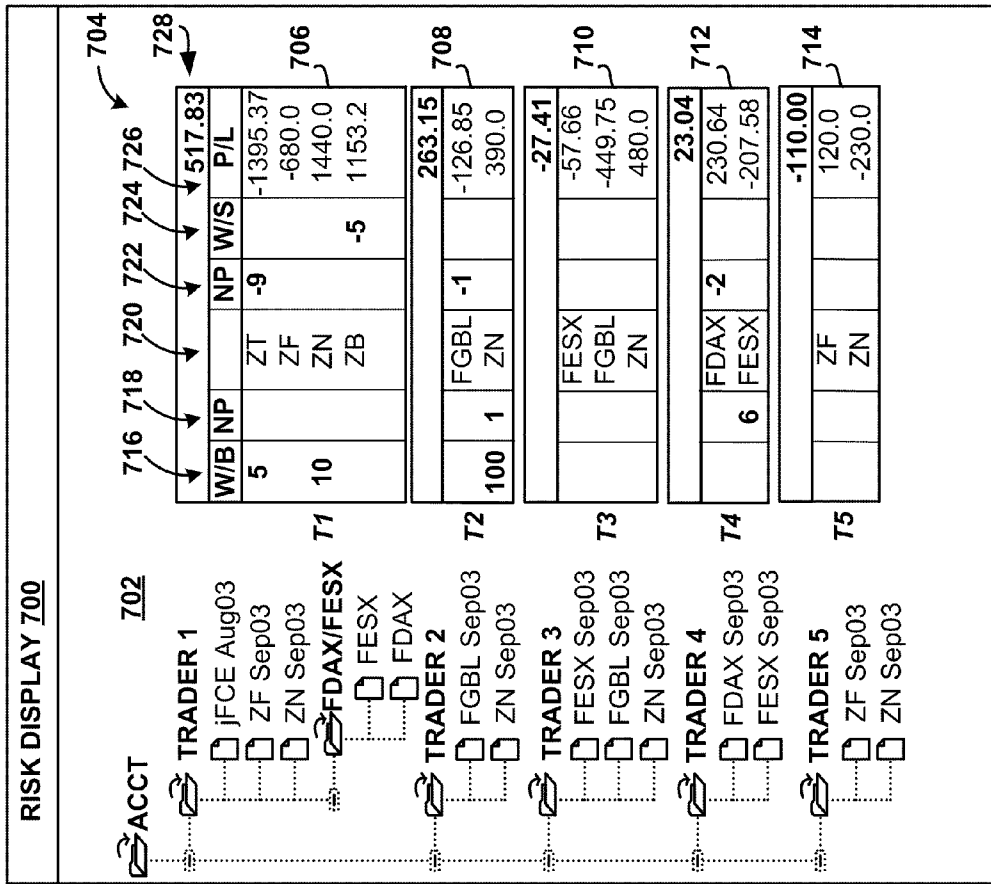 RISK DISPLAY 700
702
ACCT
TRADER 1
jFCE Aug03
ZF Sep03
ZN Sep03
FDAX/FESX
FESX
FDAX
TRADER 2
FGBL Sep03
ZN Sep03
TRADER 3
FESX Sep03
FGBL Sep03
ZN Sep03
TRADER 4
FDAX Sep03
FESX Sep03
TRADER 5
ZF Sep03
ZN Sep03
704
716 718 720 722 724 726 728
517.83
W/B NP NP W/S P/L
5 ZT -9 -1395.37
ZF -680.0
10 ZN 1440.0
ZB -5 1153.2
T1
706
263.15
FGBL -1 -126.85
100 1 ZN 390.0
T2
708
-27.41
FESX -57.66
FGBL -449.75
ZN 480.0
T3
710
23.04
FDAX -2 230.64
6 FESX -207.58
T4
712
-110.00
ZF 120.0
ZN -230.0
T5
714